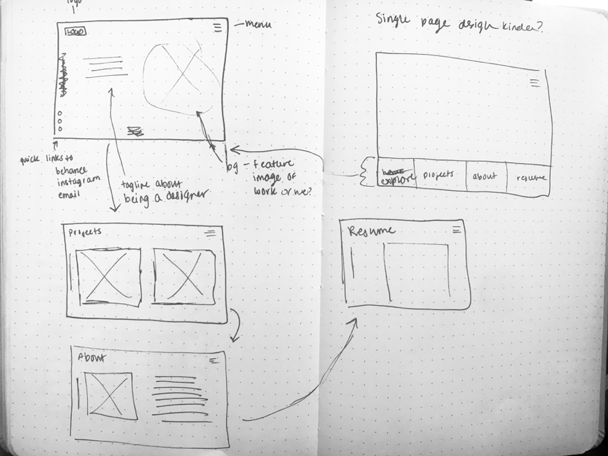 logo
LOGO
menu
quick links to
behance
instagram
email
tagline about
being a designer
bg - feature
image of
work or me?
Projects
About
Single page design kinda?
explore
projects
about
resume
Resume